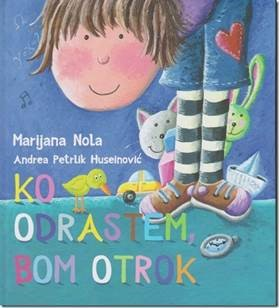 Marijana Nola
Andrea Petrlik Huseinović
KO
ODRASTEM,
BOM OTROK